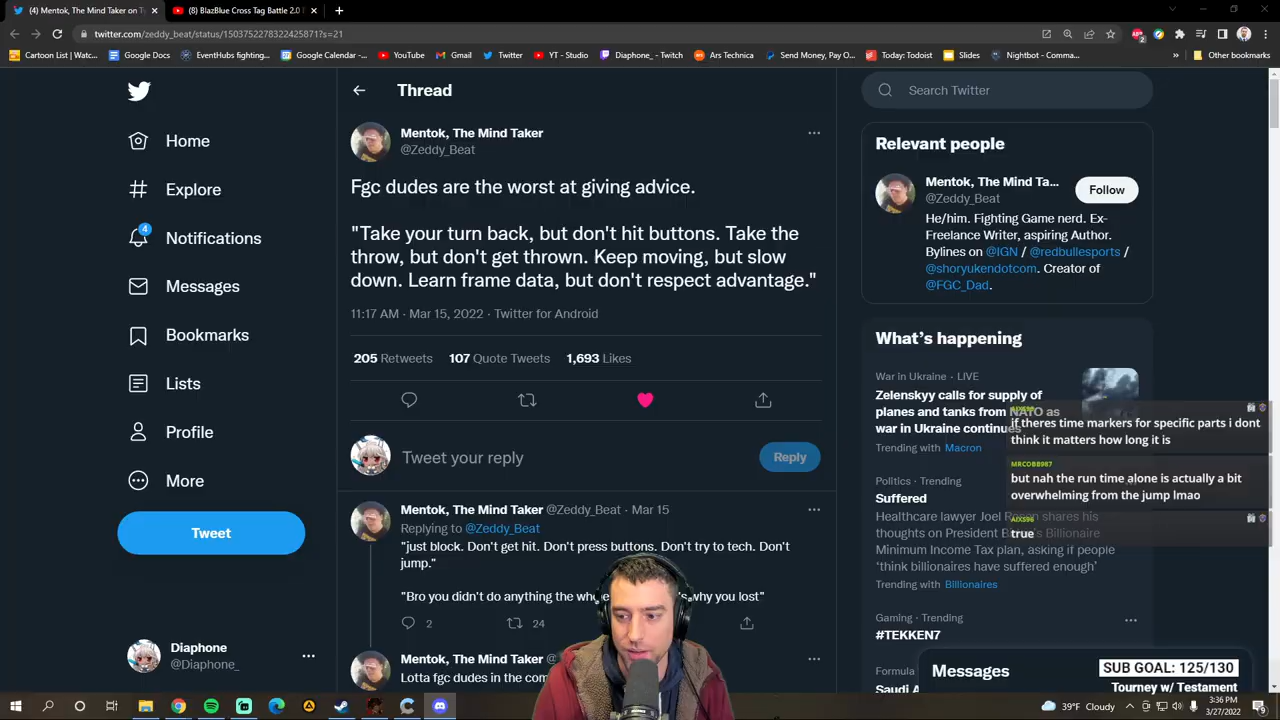 (4) Mentok, The Mind Taker on T
(8) BlazBlue Cross Tag Battle 2.0
twitter.com/zeddy_beat/status/1503752278322425871?s=21
Cartoon List | Watc...
Google Docs
EventHubs fighting...
Google Calendar -...
YouTube
Gmail
Twitter
YT - Studio
Diaphone_ - Twitch
Ars Technica
Send Money, Pay O...
Today: Todoist
Slides
Nightbot - Comma...
Other bookmarks
Home
Explore
4
Notifications
Messages
Bookmarks
Lists
Profile
More
Tweet
Diaphone
@Diaphone_
Thread
Mentok, The Mind Taker
@Zeddy_Beat
Fgc dudes are the worst at giving advice.
"Take your turn back, but don't hit buttons. Take the
throw, but don't get thrown. Keep moving, but slow
down. Learn frame data, but don't respect advantage."
11:17 AM · Mar 15, 2022 · Twitter for Android
205 Retweets 107 Quote Tweets 1,693 Likes
Tweet your reply
Reply
Mentok, The Mind Taker @Zeddy_Beat · Mar 15
Replying to @Zeddy_Beat
"just block. Don't get hit. Don't press buttons. Don't try to tech. Don't
jump."
"Bro you didn't do anything the why you lost"
2 24
Mentok, The Mind Taker
Lotta fgc dudes in the com
Search Twitter
Relevant people
Mentok, The Mind Ta...
@Zeddy_Beat
Follow
He/him. Fighting Game nerd. Ex-
Freelance Writer, aspiring Author.
Bylines on @IGN / @redbullesports /
@shoryukendotcom. Creator of
@FGC_Dad.
What's happening
War in Ukraine · LIVE
Zelenskyy calls for supply of
planes and tanks from NATO as
war in Ukraine continues
Trending with Macron
Politics · Trending
Suffered
Healthcare lawyer Joel shares his
thoughts on President Billionaire
Minimum Income Tax plan, asking if people
'think billionaires have suffered enough'
Trending with Billionaires
Gaming · Trending
#TEKKEN7
Formula
Saudi A
if theres time markers for specific parts i dont
think it matters how long it is
MRCOBB987
but nah the run time alone is actually a bit
overwhelming from the jump lmao
true
Messages
SUB GOAL: 125/130
Tourney w/ Testament
39°F Cloudy
3:36 PM
3/27/2022